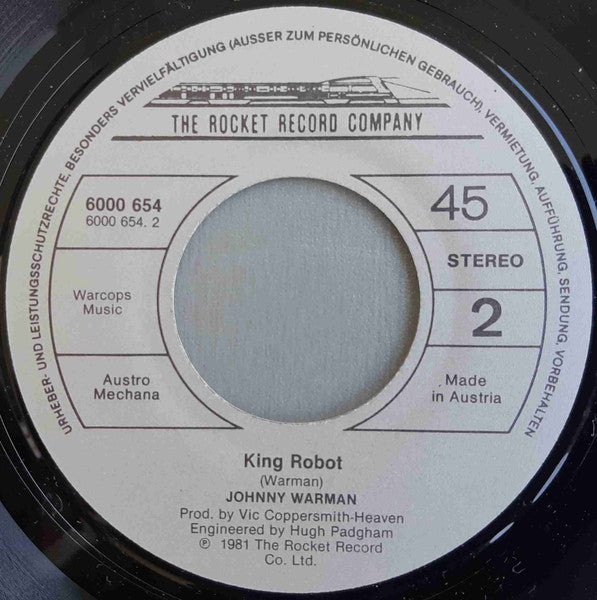 URHEBER- UND LEISTUNGSSCHUTZRECHTE, BESONDERS VERVIELFÄLTIGUNG (AUSSER ZUM PERSÖNLICHEN GEBRAUCH), VERMIETUNG, AUFFÜHRUNG, SENDUNG, VORBEHALTEN
THE ROCKET RECORD COMPANY
6000 654
6000 654. 2
Warcops
Music
Austro
Mechana
45
STEREO
2
Made
in Austria
King Robot
(Warman)
JOHNNY WARMAN
Prod. by Vic Coppersmith-Heaven
Engineered by Hugh Padgham
℗ 1981 The Rocket Record
Co. Ltd.